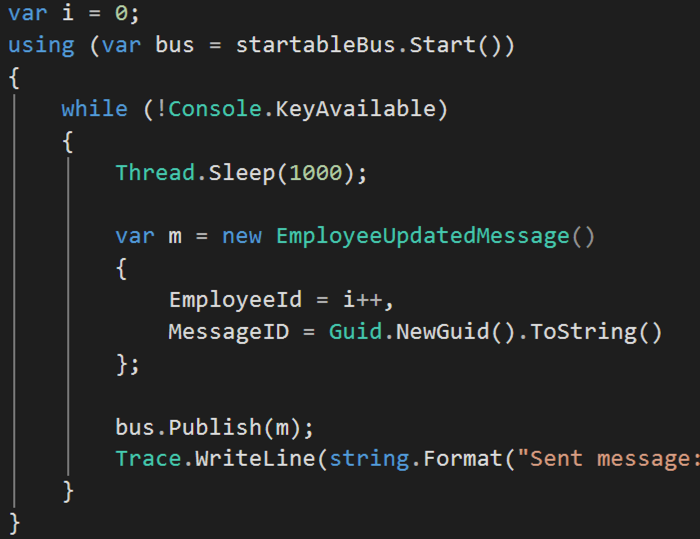 var i = 0;
using (var bus = startableBus.Start())
{
    while (!Console.KeyAvailable)
    {
        Thread.Sleep(1000);

        var m = new EmployeeUpdatedMessage()
        {
            EmployeeId = i++,
            MessageID = Guid.NewGuid().ToString()
        };

        bus.Publish(m);
        Trace.WriteLine(string.Format("Sent message:
    }
}